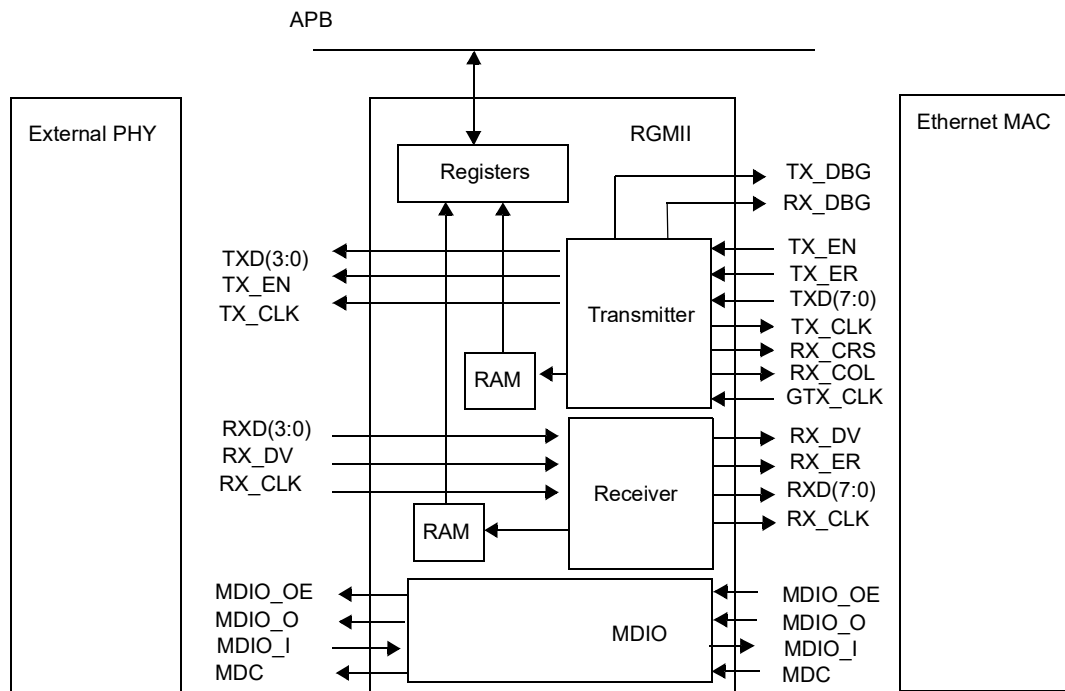 APB
External PHY
RGMII
Ethernet MAC
Registers
TX_DBG
RX_DBG
TXD(3:0)
TX_EN
TX_CLK
Transmitter
TX_EN
TX_ER
TXD(7:0)
TX_CLK
RX_CRS
RX_COL
GTX_CLK
RAM
RXD(3:0)
RX_DV
RX_CLK
Receiver
RX_DV
RX_ER
RXD(7:0)
RX_CLK
RAM
MDIO_OE
MDIO_O
MDIO_I
MDC
MDIO
MDIO_OE
MDIO_O
MDIO_I
MDC